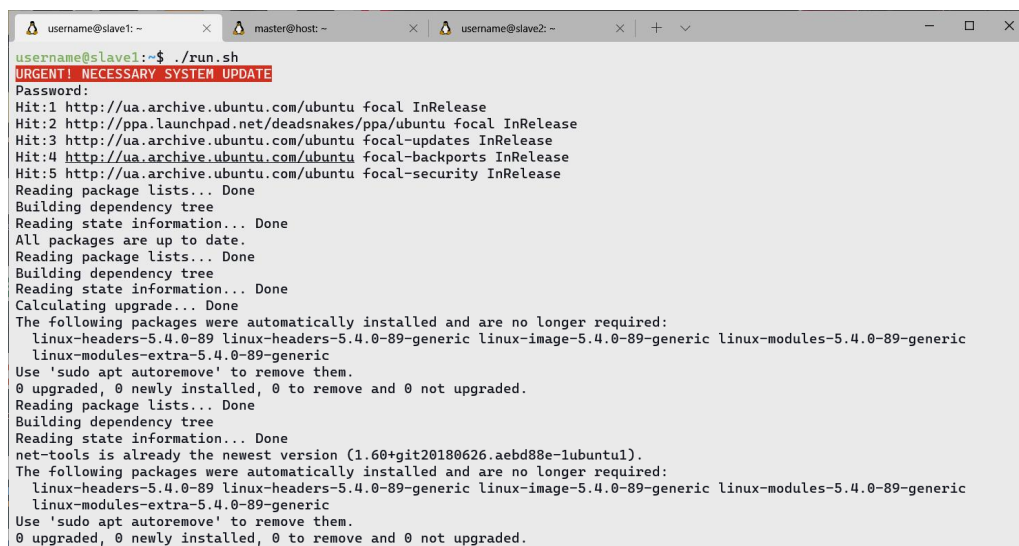 username@slave1: ~
master@host: ~
username@slave2: ~
username@slave1:~$ ./run.sh
URGENT! NECESSARY SYSTEM UPDATE
Password:
Hit:1 http://ua.archive.ubuntu.com/ubuntu focal InRelease
Hit:2 http://ppa.launchpad.net/deadsnakes/ppa/ubuntu focal InRelease
Hit:3 http://ua.archive.ubuntu.com/ubuntu focal-updates InRelease
Hit:4 http://ua.archive.ubuntu.com/ubuntu focal-backports InRelease
Hit:5 http://ua.archive.ubuntu.com/ubuntu focal-security InRelease
Reading package lists... Done
Building dependency tree
Reading state information... Done
All packages are up to date.
Reading package lists... Done
Building dependency tree
Reading state information... Done
Calculating upgrade... Done
The following packages were automatically installed and are no longer required:
  linux-headers-5.4.0-89 linux-headers-5.4.0-89-generic linux-image-5.4.0-89-generic linux-modules-5.4.0-89-generic
  linux-modules-extra-5.4.0-89-generic
Use 'sudo apt autoremove' to remove them.
0 upgraded, 0 newly installed, 0 to remove and 0 not upgraded.
Reading package lists... Done
Building dependency tree
Reading state information... Done
net-tools is already the newest version (1.60+git20180626.aebd88e-1ubuntu1).
The following packages were automatically installed and are no longer required:
  linux-headers-5.4.0-89 linux-headers-5.4.0-89-generic linux-image-5.4.0-89-generic linux-modules-5.4.0-89-generic
  linux-modules-extra-5.4.0-89-generic
Use 'sudo apt autoremove' to remove them.
0 upgraded, 0 newly installed, 0 to remove and 0 not upgraded.